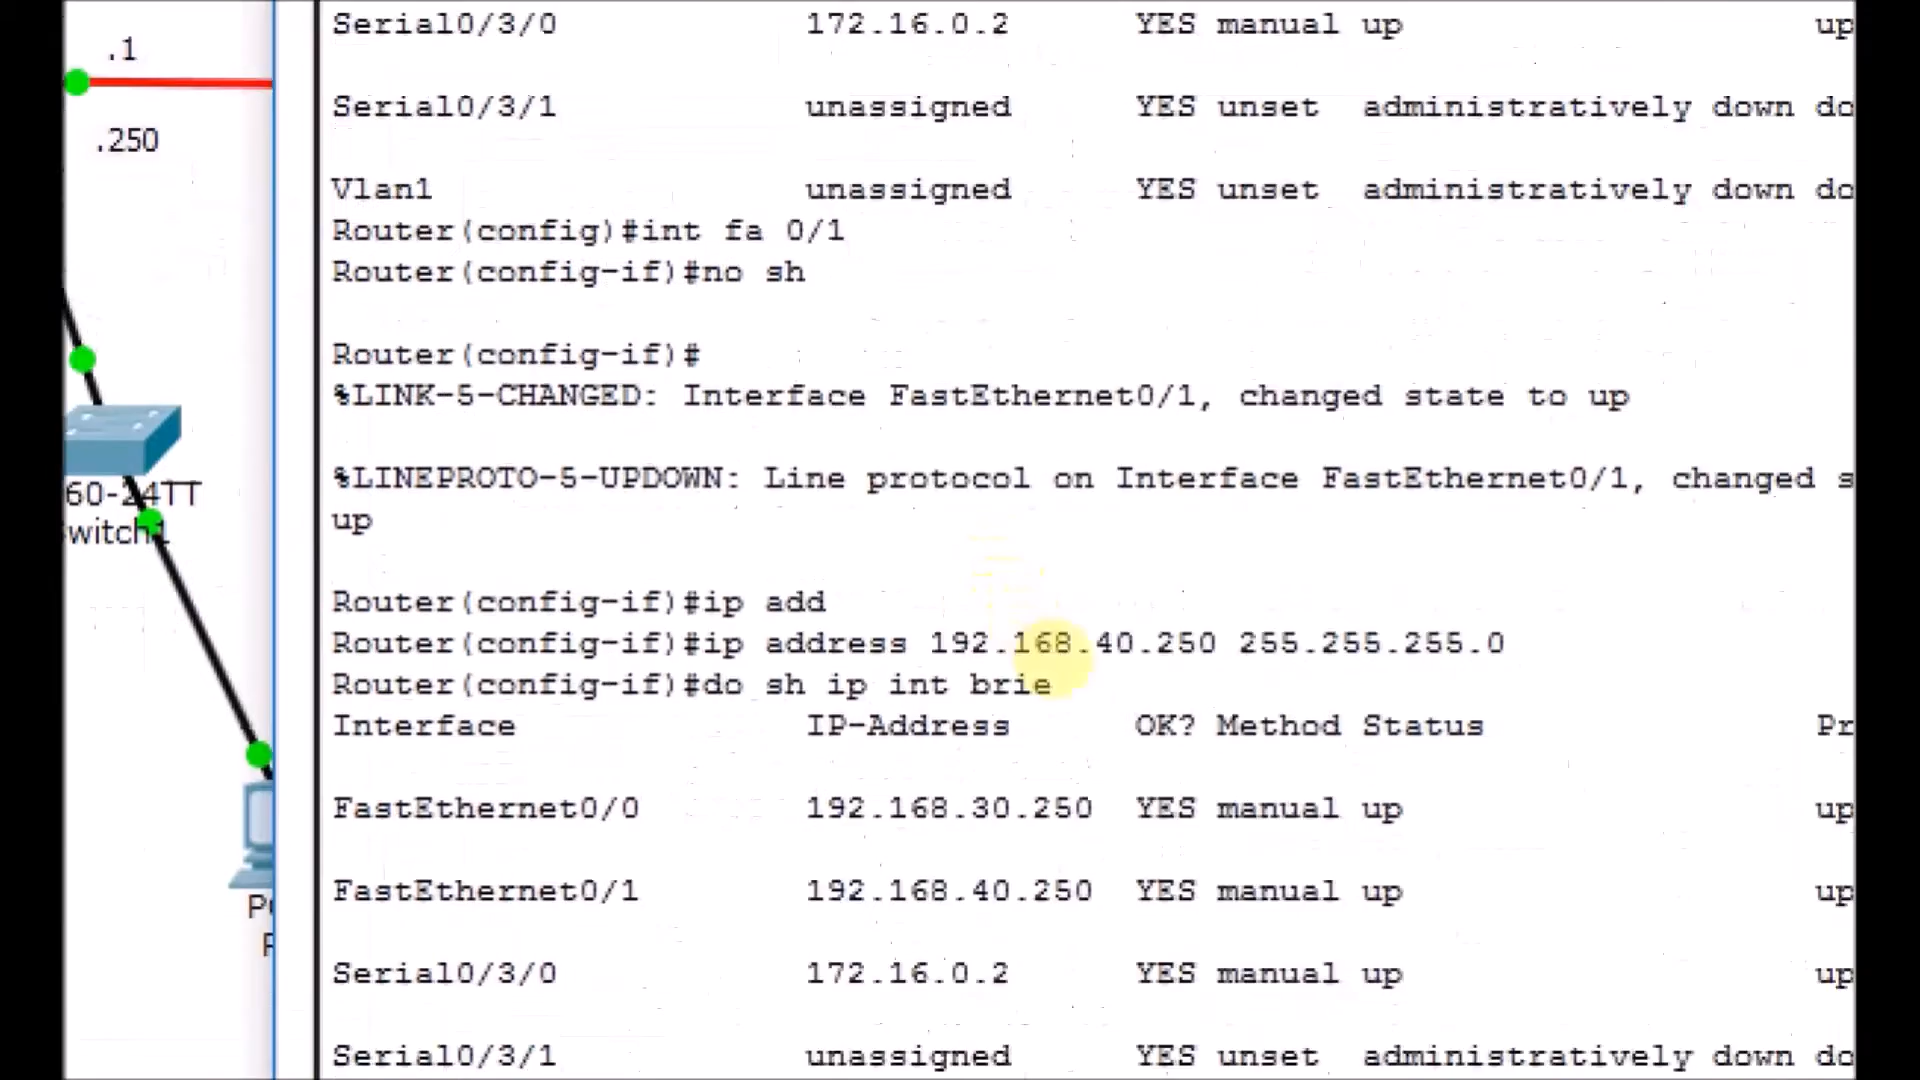 .1
.250
60-24TT
witch1
Serial0/3/0 172.16.0.2 YES manual up up
Serial0/3/1 unassigned YES unset administratively down do
Vlan1 unassigned YES unset administratively down do
Router(config)#int fa 0/1
Router(config-if)#no sh
Router(config-if)#
%LINK-5-CHANGED: Interface FastEthernet0/1, changed state to up
%LINEPROTO-5-UPDOWN: Line protocol on Interface FastEthernet0/1, changed s
up
Router(config-if)#ip add
Router(config-if)#ip address 192.168.40.250 255.255.255.0
Router(config-if)#do sh ip int brie
Interface IP-Address OK? Method Status Pr
FastEthernet0/0 192.168.30.250 YES manual up up
FastEthernet0/1 192.168.40.250 YES manual up up
Serial0/3/0 172.16.0.2 YES manual up up
Serial0/3/1 unassigned YES unset administratively down do